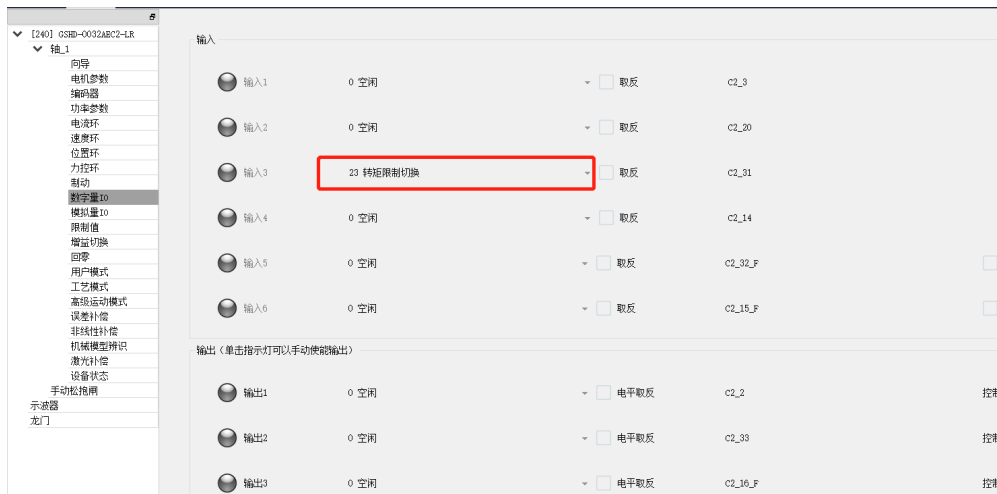 [240] GSHD-0032AEC2-LR
轴_1
向导
电机参数
编码器
功率参数
电流环
速度环
位置环
力控环
制动
数字量IO
模拟量IO
限制值
增益切换
回零
用户模式
工艺模式
高级运动模式
误差补偿
非线性补偿
机械模型辨识
激光补偿
设备状态
手动松抱闸
示波器
龙门
输入
输入1 0 空闲 取反 C2_3
输入2 0 空闲 取反 C2_20
输入3 23 转矩限制切换 取反 C2_31
输入4 0 空闲 取反 C2_14
输入5 0 空闲 取反 C2_32_F
输入6 0 空闲 取反 C2_15_F
输出（单击指示灯可以手动使能输出）
输出1 0 空闲 电平取反 C2_2 控制
输出2 0 空闲 电平取反 C2_33 控制
输出3 0 空闲 电平取反 C2_16_F 控制